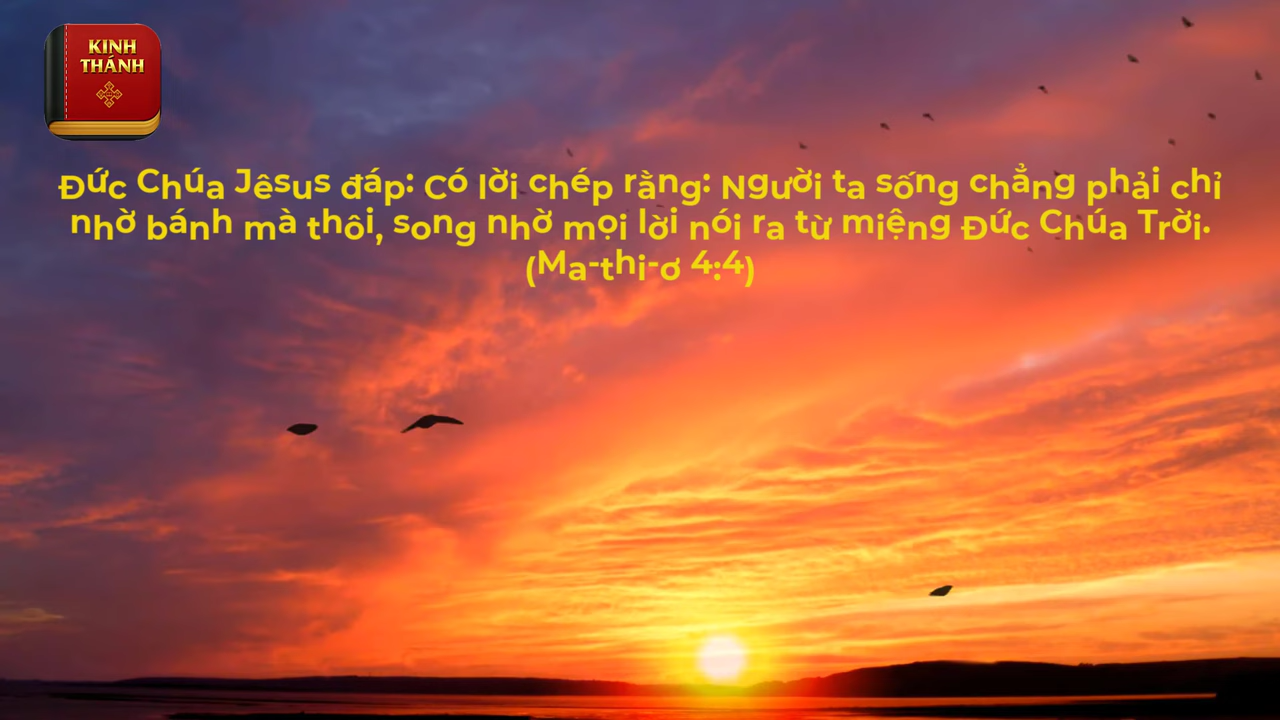 KINH
THÁNH
Đức Chúa Jêsus đáp: Có lời chép rằng: Người ta sống chẳng phải chỉ
nhờ bánh mà thôi, song nhờ mọi lời nói ra từ miệng Đức Chúa Trời.
(Ma-thi-ơ 4:4)